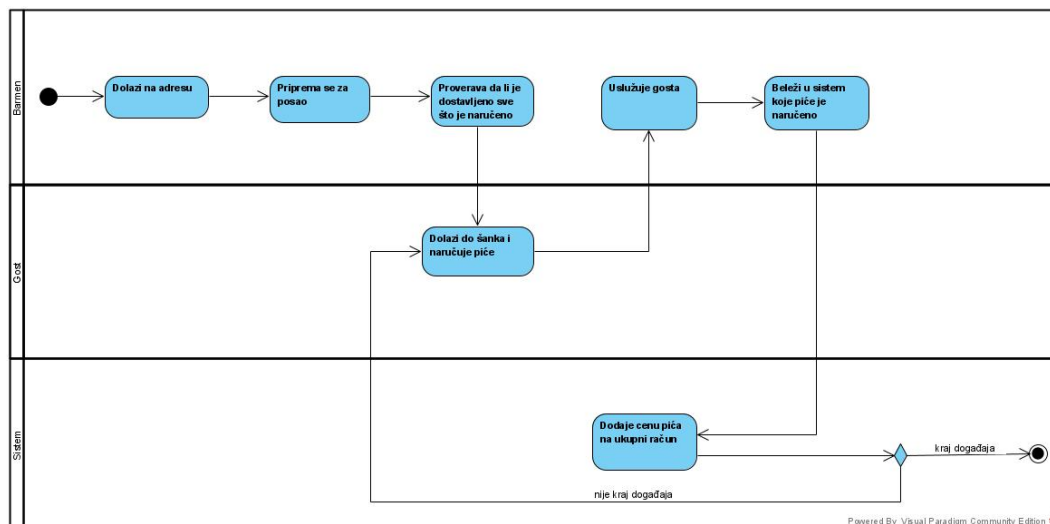 Barmen
Dolazi na adresu
Priprema se za
posao
Proverava da li je
dostavljeno sve
što je naručeno
Uslužuje gosta
Beleži u sistem
koje piće je
naručeno
Gost
Dolazi do šanka i
naručuje piće
Sistem
Dodaje cenu pića
na ukupni račun
kraj događaja
nije kraj događaja
Powered By Visual Paradigm Community Edition